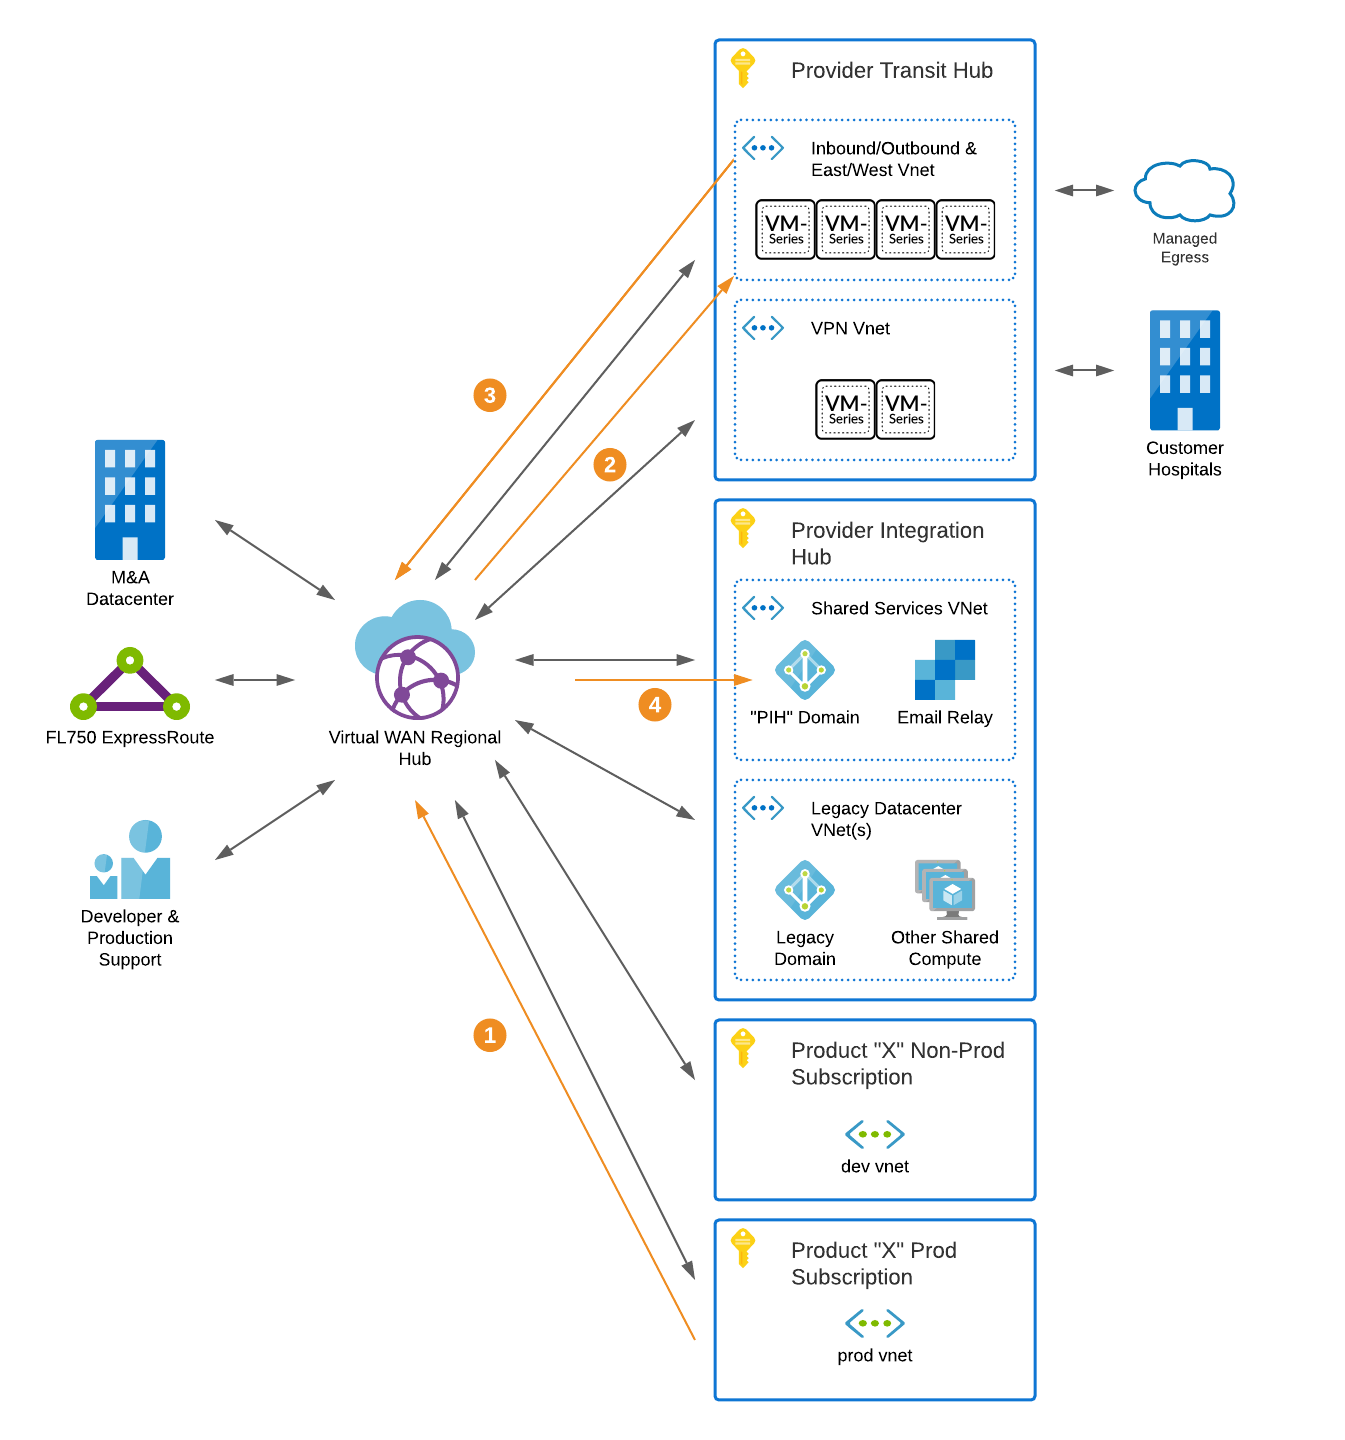 Provider Transit Hub
Inbound/Outbound &
East/West Vnet
VM-
Series
VM-
Series
VM-
Series
VM-
Series
Managed
Egress
VPN Vnet
VM-
Series
VM-
Series
Customer
Hospitals
3
2
M&A
Datacenter
FL750 ExpressRoute
Developer &
Production
Support
Virtual WAN Regional
Hub
4
1
Provider Integration
Hub
Shared Services VNet
"PIH" Domain
Email Relay
Legacy Datacenter
VNet(s)
Legacy
Domain
Other Shared
Compute
Product "X" Non-Prod
Subscription
dev vnet
Product "X" Prod
Subscription
prod vnet